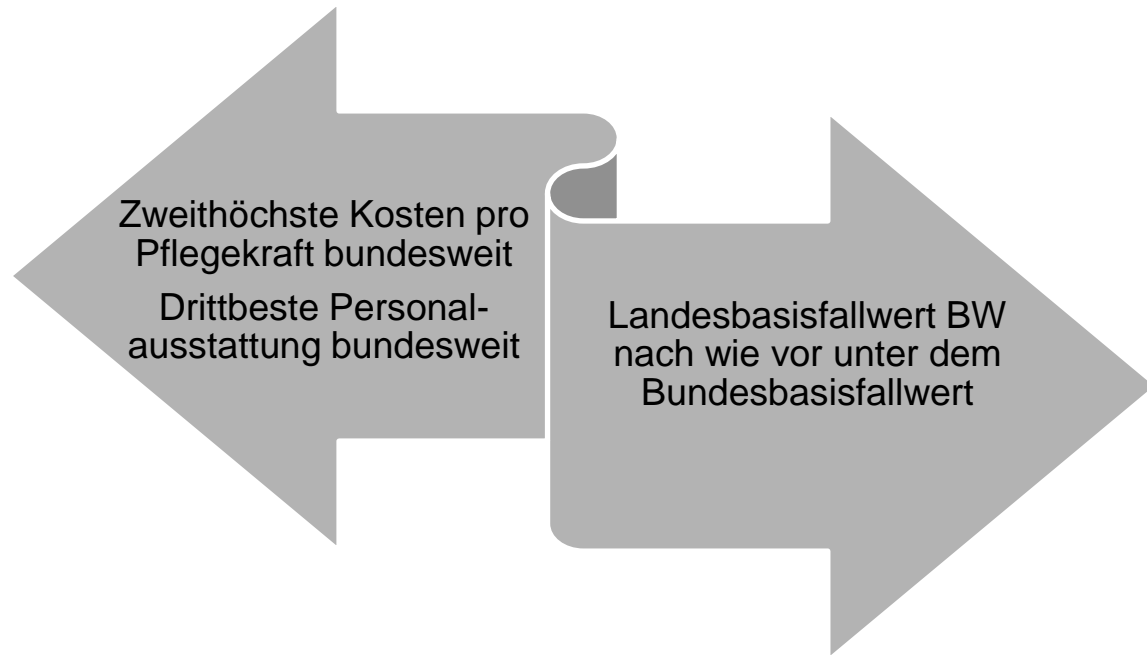 Zweithöchste Kosten pro
Pflegekraft bundesweit
Drittbeste Personal-
ausstattung bundesweit
Landesbasisfallwert BW
nach wie vor unter dem
Bundesbasisfallwert